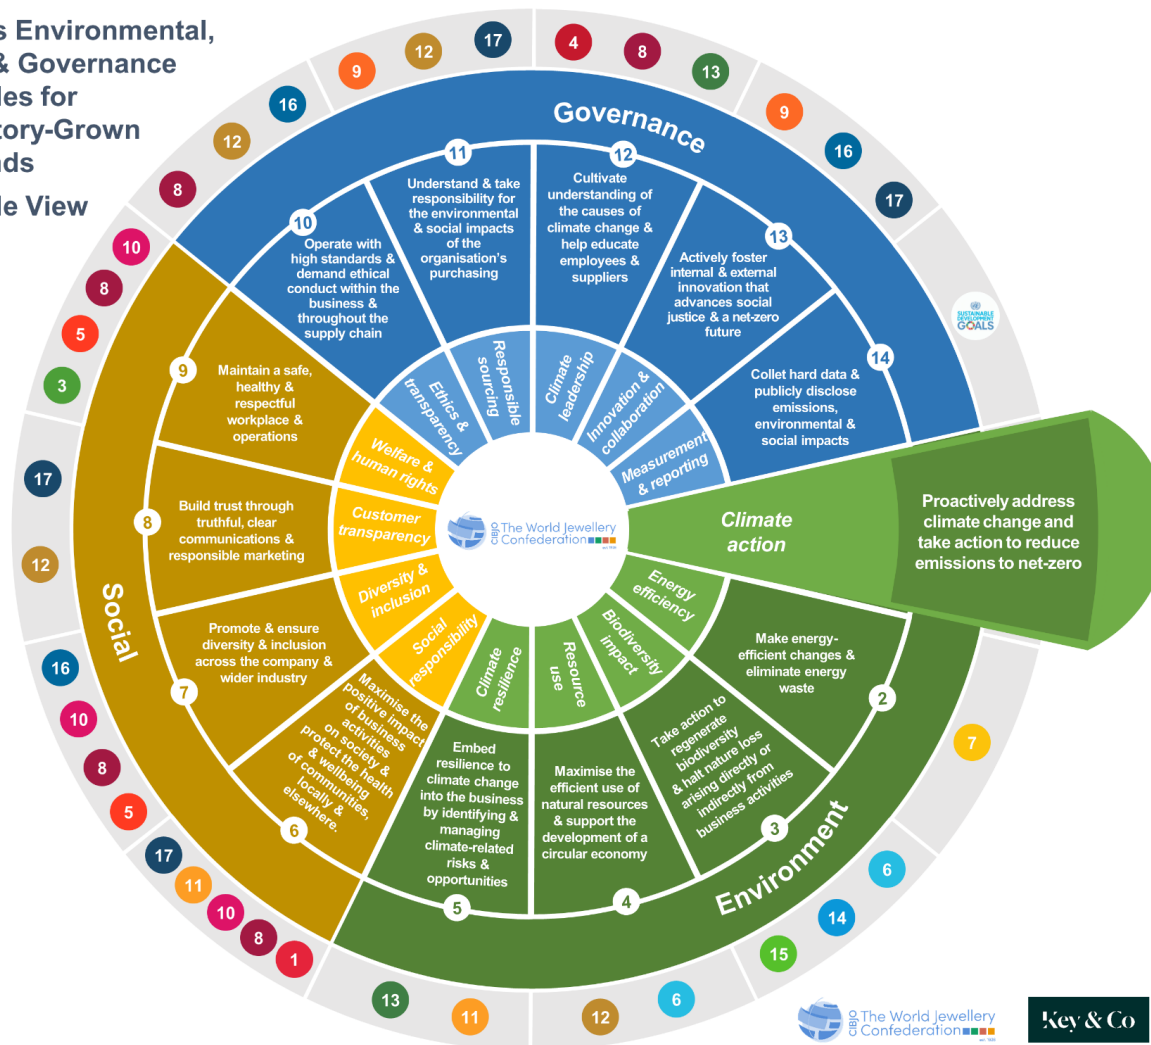 s Environmental,
& Governance
les for
tory-Grown
nds
le View
Governance
Social
Environment
10
Operate with
high standards &
demand ethical
conduct within the
business &
throughout the
supply chain
Ethics &
transparency
11
Understand & take
responsibility for
the environmental
& social impacts
of the
organisation's
purchasing
Responsible
sourcing
12
Cultivate
understanding of
the causes of
climate change &
help educate
employees &
suppliers
Climate
leadership
13
Actively foster
internal & external
innovation that
advances social
justice & a net-zero
future
Innovation &
collaboration
14
Collet hard data &
publicly disclose
emissions,
environmental &
social impacts
Measurement
& reporting
Climate
action
Proactively address
climate change and
take action to reduce
emissions to net-zero
2
Make energy-
efficient changes &
eliminate energy
waste
Energy
efficiency
3
Take action to
regenerate
biodiversity
& halt nature loss
arising directly or
indirectly from
business activities
Biodiversity
impact
4
Maximise the
efficient use of
natural resources
& support the
development of a
circular economy
Resource
use
5
Embed
resilience to
climate change
into the business
by identifying &
managing
climate-related
risks &
opportunities
Climate
resilience
6
Maximise the
positive impact
of business
activities
on society &
protect the health
& wellbeing
of communities,
locally &
elsewhere.
Social
responsibility
7
Promote & ensure
diversity & inclusion
across the company &
wider industry
Diversity &
inclusion
8
Build trust through
truthful, clear
communications &
responsible marketing
Customer
transparency
9
Maintain a safe,
healthy &
respectful
workplace &
operations
Welfare &
human rights
CIBJO
The World Jewellery
Confederation
8
12
16
9
12
17
4
8
13
9
16
17
SUSTAINABLE
DEVELOPMENT
GOALS
7
6
14
15
6
12
11
13
1
8
10
11
17
5
8
10
16
12
17
3
5
8
10
CIBJO
The World Jewellery
Confederation
Key & Co